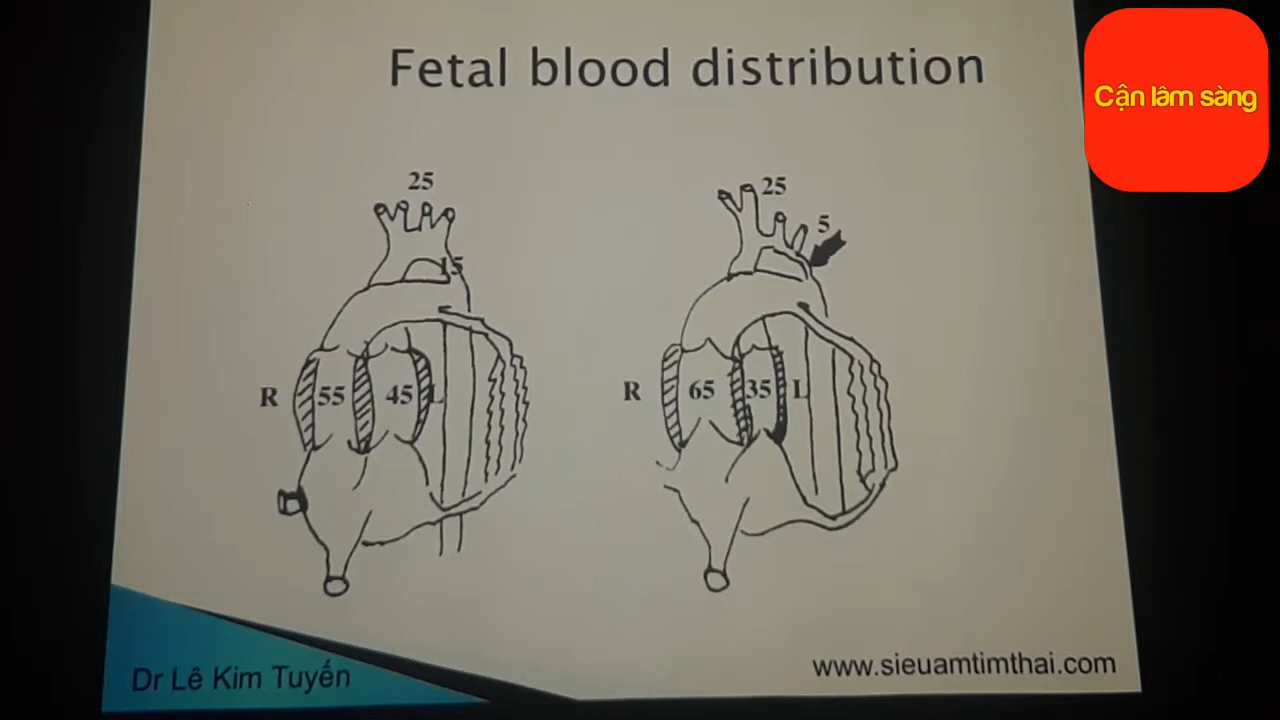 Fetal blood distribution
Cận lâm sàng
25
15
R
55
45
L
25
5
R
65
35
L
Dr Lê Kim Tuyến
www.sieuamtimthai.com